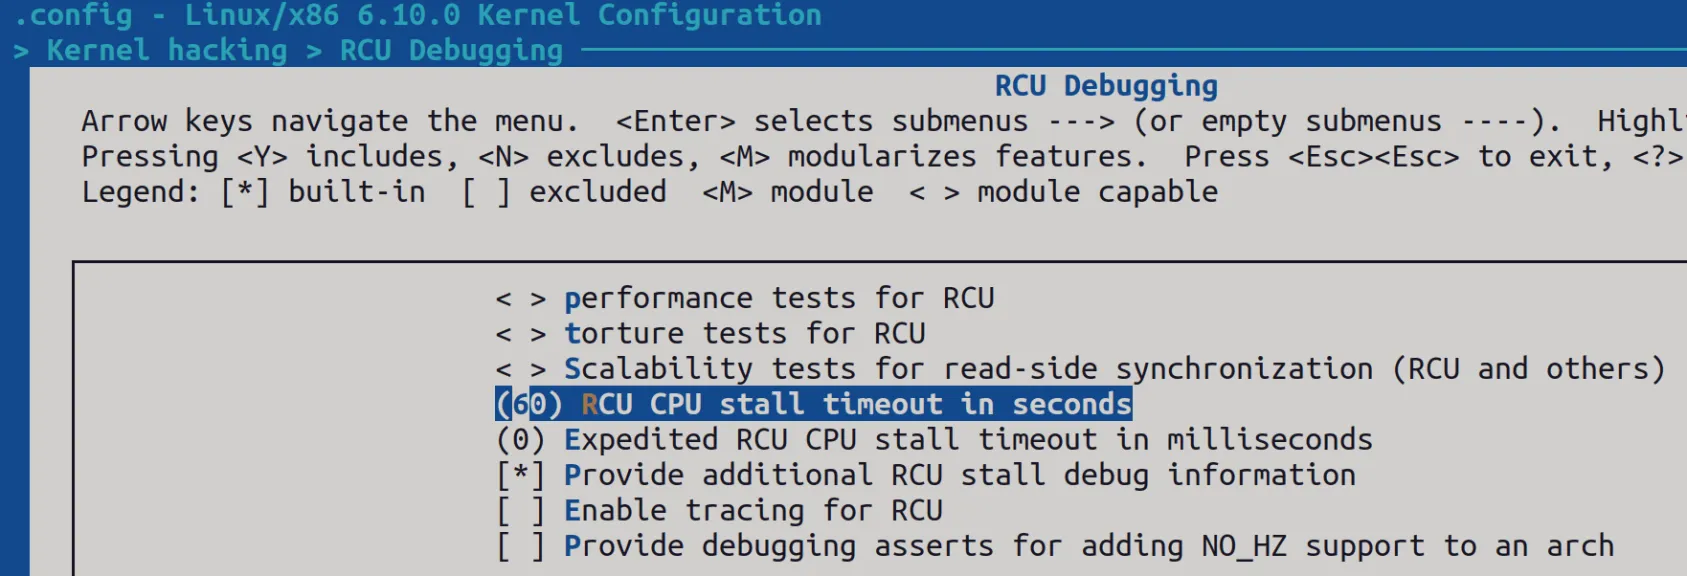 .config - Linux/x86 6.10.0 Kernel Configuration
> Kernel hacking > RCU Debugging
RCU Debugging
Arrow keys navigate the menu.  <Enter> selects submenus ---> (or empty submenus ----).  Highl
Pressing <Y> includes, <N> excludes, <M> modularizes features.  Press <Esc><Esc> to exit, <?>
Legend: [*] built-in  [ ] excluded  <M> module  < > module capable
< > performance tests for RCU
< > torture tests for RCU
< > Scalability tests for read-side synchronization (RCU and others)
(60) RCU CPU stall timeout in seconds
(0) Expedited RCU CPU stall timeout in milliseconds
[*] Provide additional RCU stall debug information
[ ] Enable tracing for RCU
[ ] Provide debugging asserts for adding NO_HZ support to an arch